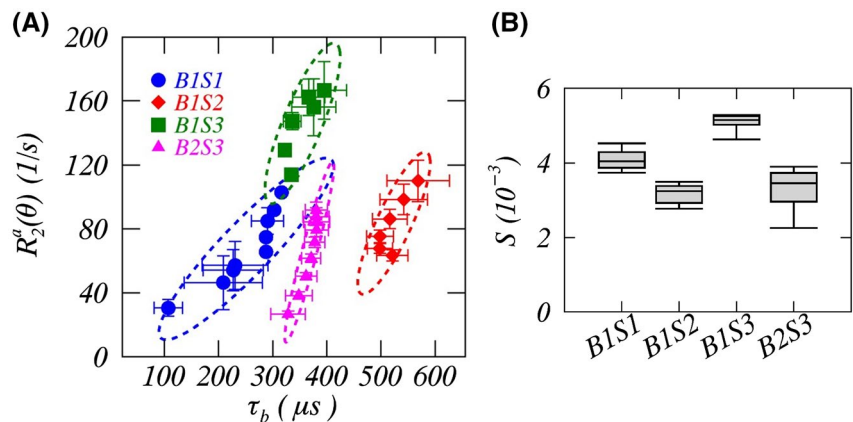 (A)
(B)
200
160
120
80
40
0
R₂ᵃ(θ) (1/s)
B1S1
B1S2
B1S3
B2S3
100 200 300 400 500 600
τ_b ( μs )
6
4
2
0
S (10⁻³)
B1S1 B1S2 B1S3 B2S3